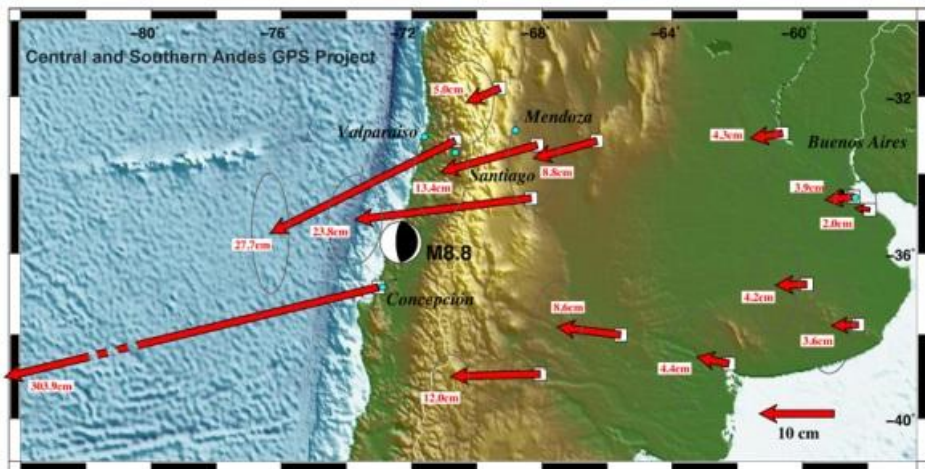 -80 -76 -72 -68 -64 -60
Central and Southern Andes GPS Project
-32
5.0cm
Mendoza
Valparaiso
4.3cm
Buenos Aires
Santiago
8.8cm
13.4cm
3.9cm
2.0cm
23.8cm
27.7cm
M8.8
-36
Concepción
4.2cm
8.6cm
3.6cm
4.4cm
303.9cm
12.0cm
10 cm
-40